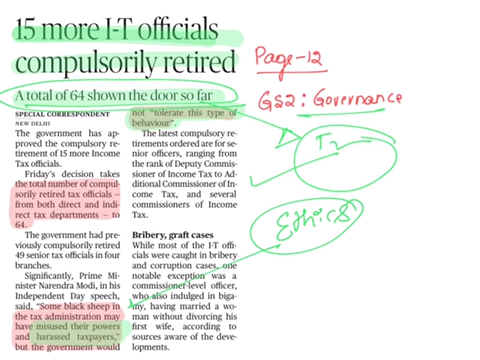 15 more I-T officials
compulsorily retired
A total of 64 shown the door so far
SPECIAL CORRESPONDENT
NEW DELHI
The government has ap-
proved the compulsory re-
tirement of 15 more Income
Tax officials.
Friday's decision takes
the total number of compul-
sorily retired tax officials –
from both direct and indi-
rect tax departments – to
64.
The government had pre-
viously compulsorily retired
49 senior tax officials in four
branches.
Significantly, Prime Mi-
nister Narendra Modi, in his
Independent Day speech,
said, "Some black sheep in
the tax administration may
have misused their powers
and harassed taxpayers,"
but the government would
not "tolerate this type of
behaviour".
The latest compulsory re-
tirements ordered are for se-
nior officers, ranging from
the rank of Deputy Commis-
sioner of Income Tax to Ad-
ditional Commissioner of In-
come Tax, and several
commissioners of Income
Tax.
Bribery, graft cases
While most of the I-T offi-
cials were caught in bribery
and corruption cases, one
notable exception was a
commissioner-level officer,
who also indulged in biga-
my, having married a wo-
man without divorcing his
first wife, according to
sources aware of the deve-
lopments.
Page-12
GS2: Governance
Ethics